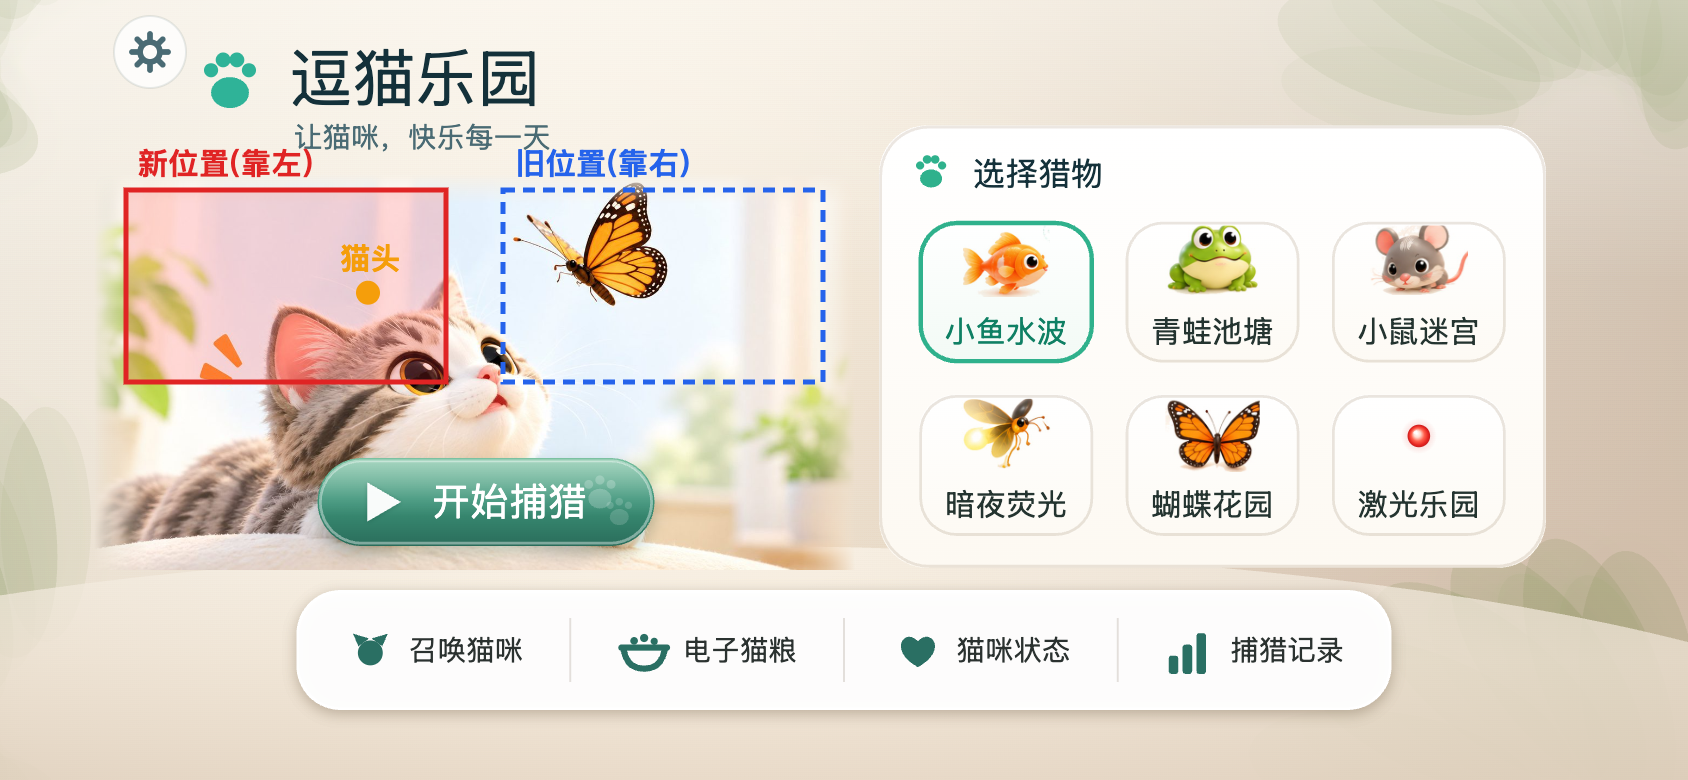 逗猫乐园
让猫咪，快乐每一天
新位置(靠左)
旧位置(靠右)
猫头
开始捕猎
选择猎物
小鱼水波
青蛙池塘
小鼠迷宫
暗夜荧光
蝴蝶花园
激光乐园
召唤猫咪
电子猫粮
猫咪状态
捕猎记录